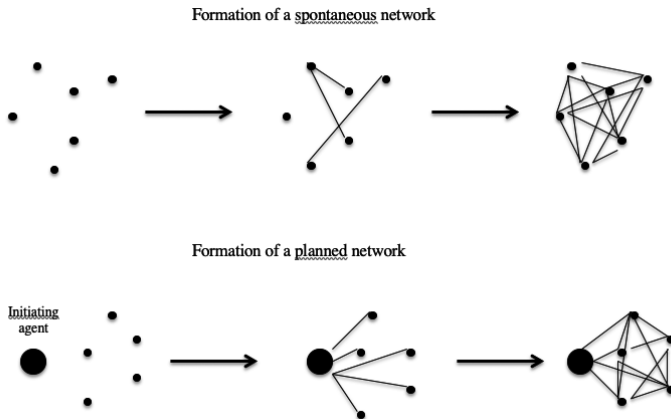 Formation of a spontaneous network
Formation of a planned network
Initiating
agent